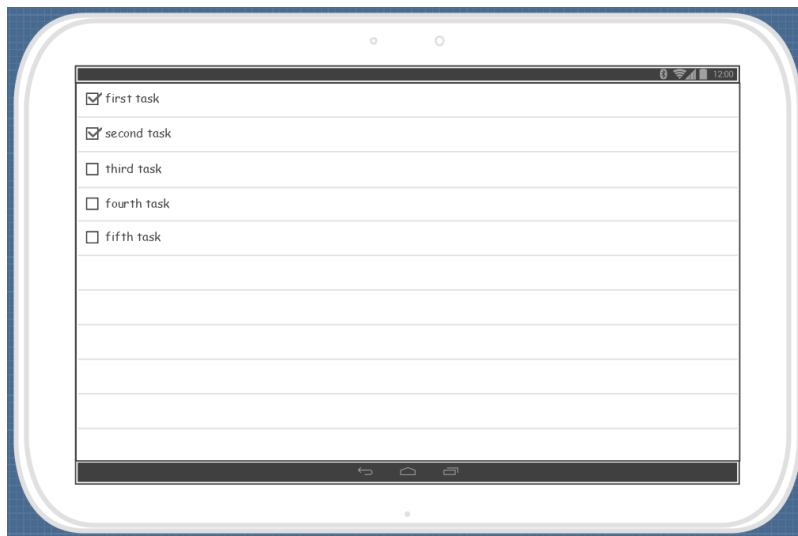 12:00
first task
second task
third task
fourth task
fifth task